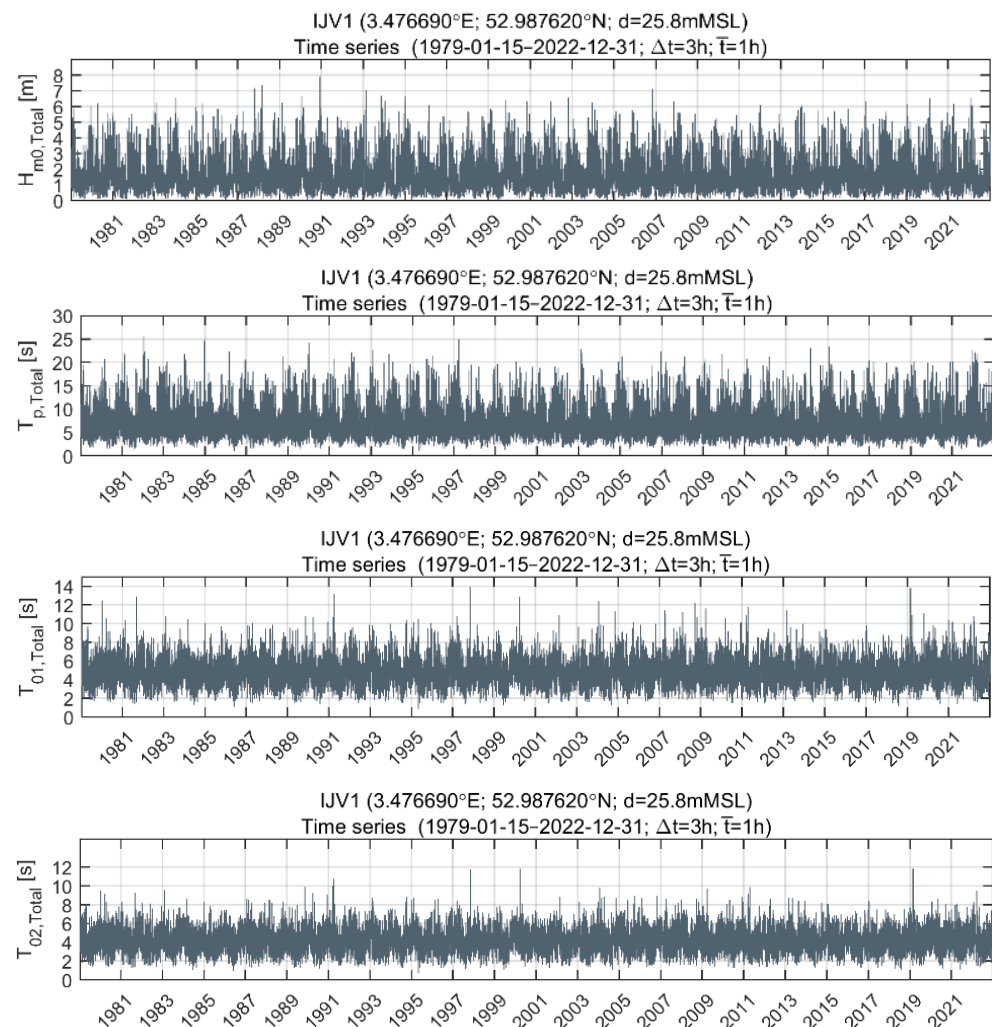 IJV1 (3.476690°E; 52.987620°N; d=25.8mMSL)
Time series (1979-01-15–2022-12-31; Δt=3h; t̅=1h)
Hm0,Total [m]
8
7
6
5
4
3
2
1
0
1981 1983 1985 1987 1989 1991 1993 1995 1997 1999 2001 2003 2005 2007 2009 2011 2013 2015 2017 2019 2021
IJV1 (3.476690°E; 52.987620°N; d=25.8mMSL)
Time series (1979-01-15–2022-12-31; Δt=3h; t̅=1h)
Tp,Total [s]
30
25
20
15
10
5
0
1981 1983 1985 1987 1989 1991 1993 1995 1997 1999 2001 2003 2005 2007 2009 2011 2013 2015 2017 2019 2021
IJV1 (3.476690°E; 52.987620°N; d=25.8mMSL)
Time series (1979-01-15–2022-12-31; Δt=3h; t̅=1h)
T01,Total [s]
14
12
10
8
6
4
2
0
1981 1983 1985 1987 1989 1991 1993 1995 1997 1999 2001 2003 2005 2007 2009 2011 2013 2015 2017 2019 2021
IJV1 (3.476690°E; 52.987620°N; d=25.8mMSL)
Time series (1979-01-15–2022-12-31; Δt=3h; t̅=1h)
T02,Total [s]
12
10
8
6
4
2
0
1981 1983 1985 1987 1989 1991 1993 1995 1997 1999 2001 2003 2005 2007 2009 2011 2013 2015 2017 2019 2021